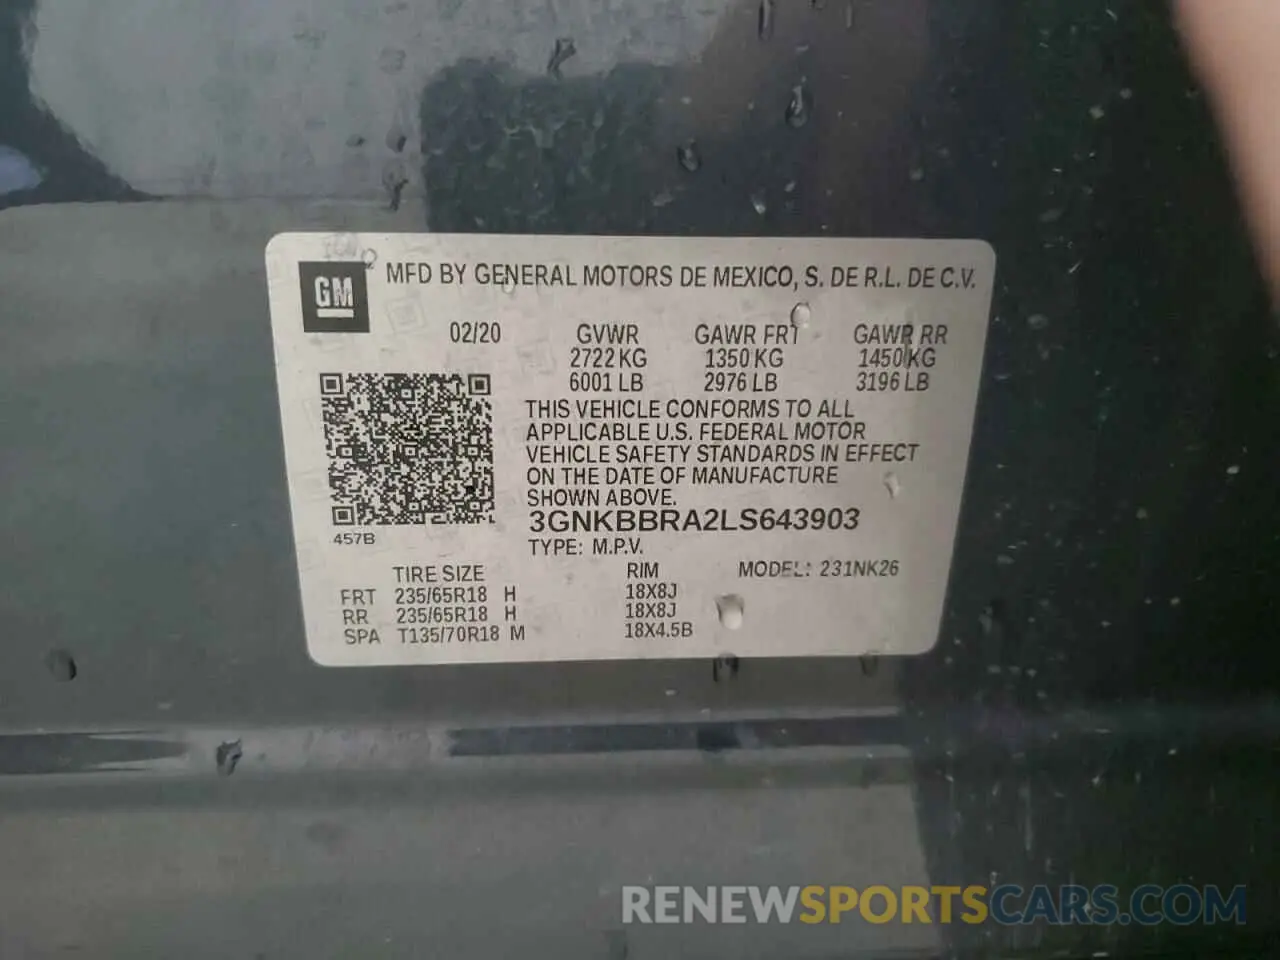 GM
MFD BY GENERAL MOTORS DE MEXICO, S. DE R.L. DE C.V.
02/20 GVWR GAWR FRT GAWR RR
2722 KG 1350 KG 1450 KG
6001 LB 2976 LB 3196 LB
THIS VEHICLE CONFORMS TO ALL
APPLICABLE U.S. FEDERAL MOTOR
VEHICLE SAFETY STANDARDS IN EFFECT
ON THE DATE OF MANUFACTURE
SHOWN ABOVE.
3GNKBBRA2LS643903
457B
TYPE: M.P.V.
TIRE SIZE RIM MODEL: 231NK26
FRT 235/65R18 H 18X8J
RR 235/65R18 H 18X8J
SPA T135/70R18 M 18X4.5B
RENEWSPORTSCARS.COM